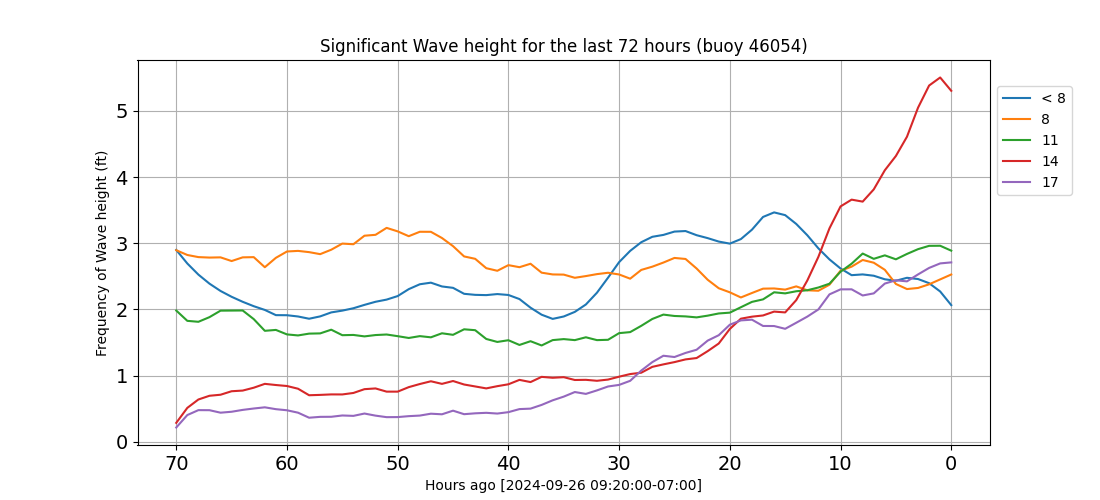 Significant Wave height for the last 72 hours (buoy 46054)
Frequency of Wave height (ft)
5
4
3
2
1
0
70 60 50 40 30 20 10 0
Hours ago [2024-09-26 09:20:00-07:00]
< 8
8
11
14
17